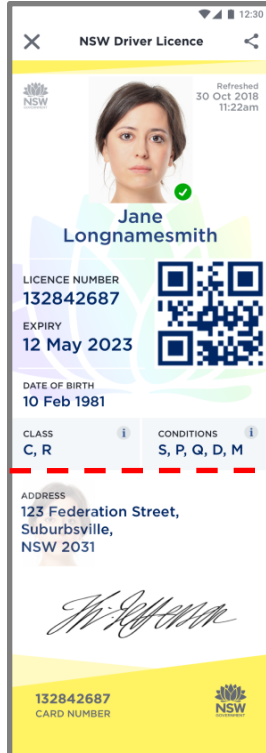 12:30
NSW Driver Licence
NSW
GOVERNMENT
Refreshed
30 Oct 2018
11:22am
Jane
Longnamesmith
LICENCE NUMBER
132842687
EXPIRY
12 May 2023
DATE OF BIRTH
10 Feb 1981
CLASS
i
C, R
CONDITIONS
i
S, P, Q, D, M
ADDRESS
123 Federation Street,
Suburbsville,
NSW 2031
132842687
CARD NUMBER
NSW
GOVERNMENT